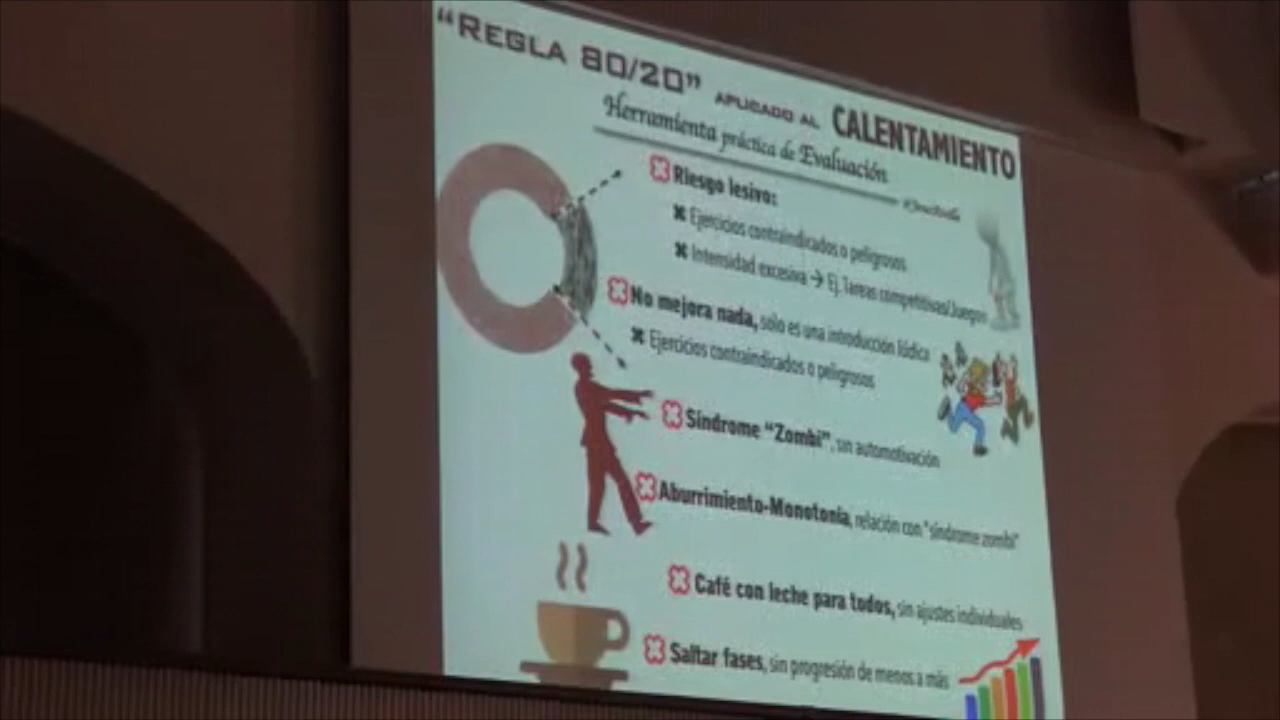 “REGLA 80/20” APLICADO AL CALENTAMIENTO
Herramienta práctica de Evaluación
Riesgo lesivo:
Ejercicios contraindicados o peligrosos
Intensidad excesiva → Ej. Tareas competitivas/Juegos
No mejora nada, solo es una introducción lúdica
Ejercicios contraindicados o peligrosos
Síndrome “Zombi”, sin automotivación
Aburrimiento-Monotonía, relación con “síndrome zombi”
Café con leche para todos, sin ajustes individuales
Saltar fases, sin progresión de menos a más